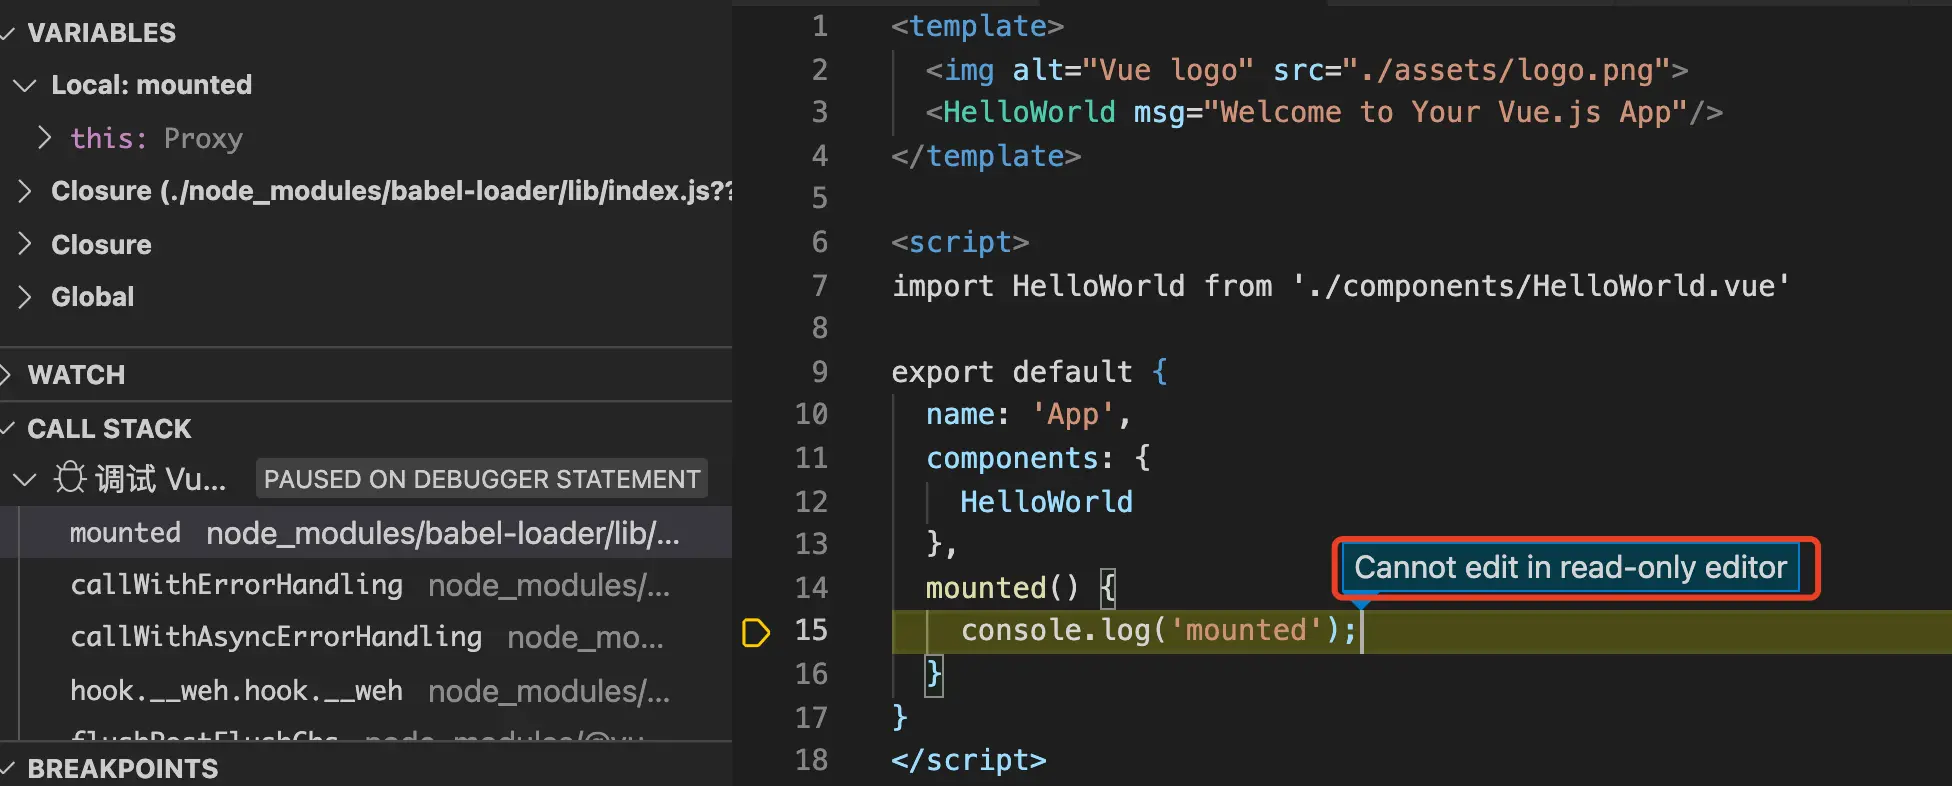 VARIABLES
Local: mounted
this: Proxy
Closure (./node_modules/babel-loader/lib/index.js??
Closure
Global
WATCH
CALL STACK
调试 Vu... PAUSED ON DEBUGGER STATEMENT
mounted node_modules/babel-loader/lib/...
callWithErrorHandling node_modules/...
callWithAsyncErrorHandling node_mo...
hook.__weh.hook.__weh node_modules/...
flushPostFlushCbs node_modules/@vu...
BREAKPOINTS
1 <template>
2 <img alt="Vue logo" src="./assets/logo.png">
3 <HelloWorld msg="Welcome to Your Vue.js App"/>
4 </template>
5
6 <script>
7 import HelloWorld from './components/HelloWorld.vue'
8
9 export default {
10 name: 'App',
11 components: {
12 HelloWorld
13 },
Cannot edit in read-only editor
14 mounted() {
15 console.log('mounted');
16 }
17 }
18 </script>